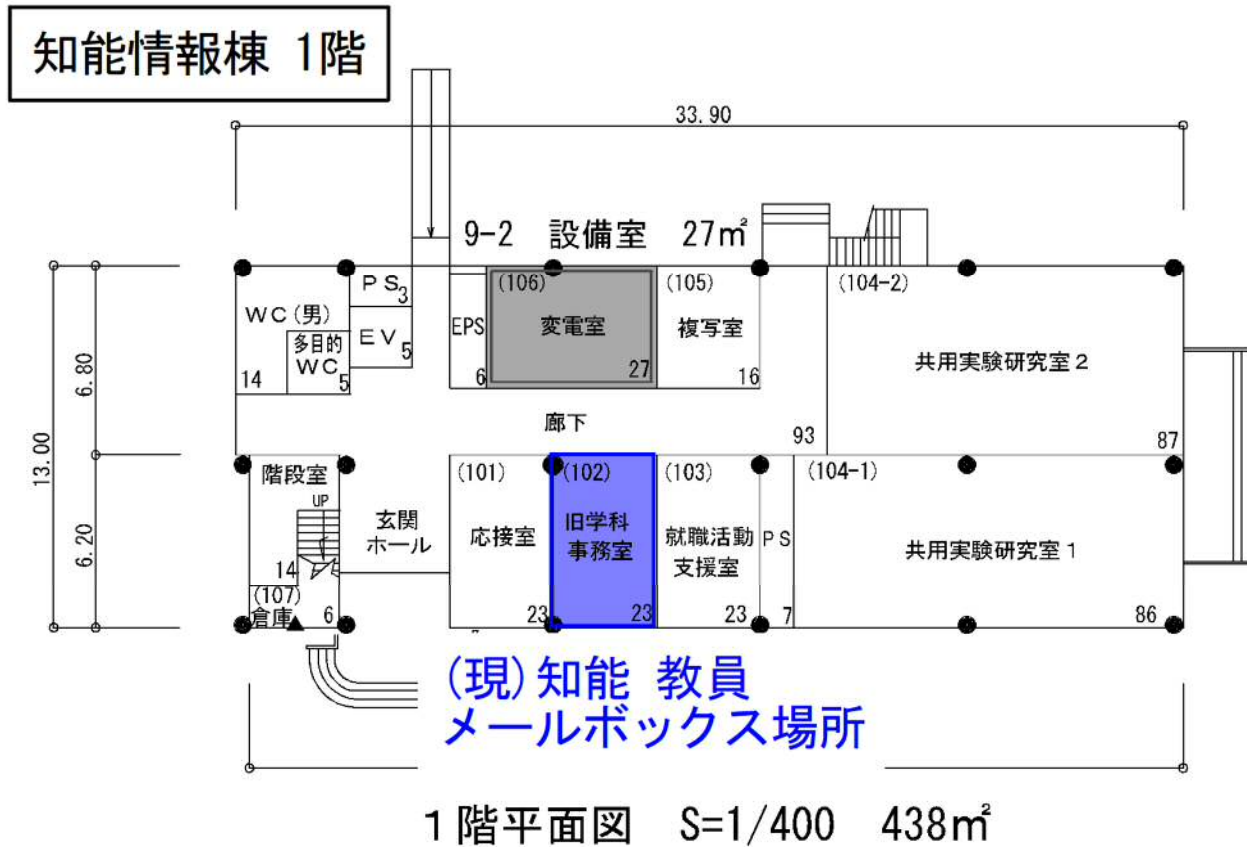 知能情報棟 1階
33.90
9-2 設備室 27㎡
PS 3
WC(男)
多目的
WC
14
5
EV 5
EPS
6
(106)
変電室
27
(105)
複写室
16
(104-2)
共用実験研究室2
87
6.80
13.00
6.20
廊下
93
階段室
UP
14
(107)
倉庫
6
玄関
ホール
(101)
応接室
23
(102)
旧学科
事務室
23
(103)
就職活動
支援室
23
PS
7
(104-1)
共用実験研究室1
86
(現)知能 教員
メールボックス場所
1階平面図 S=1/400 438㎡